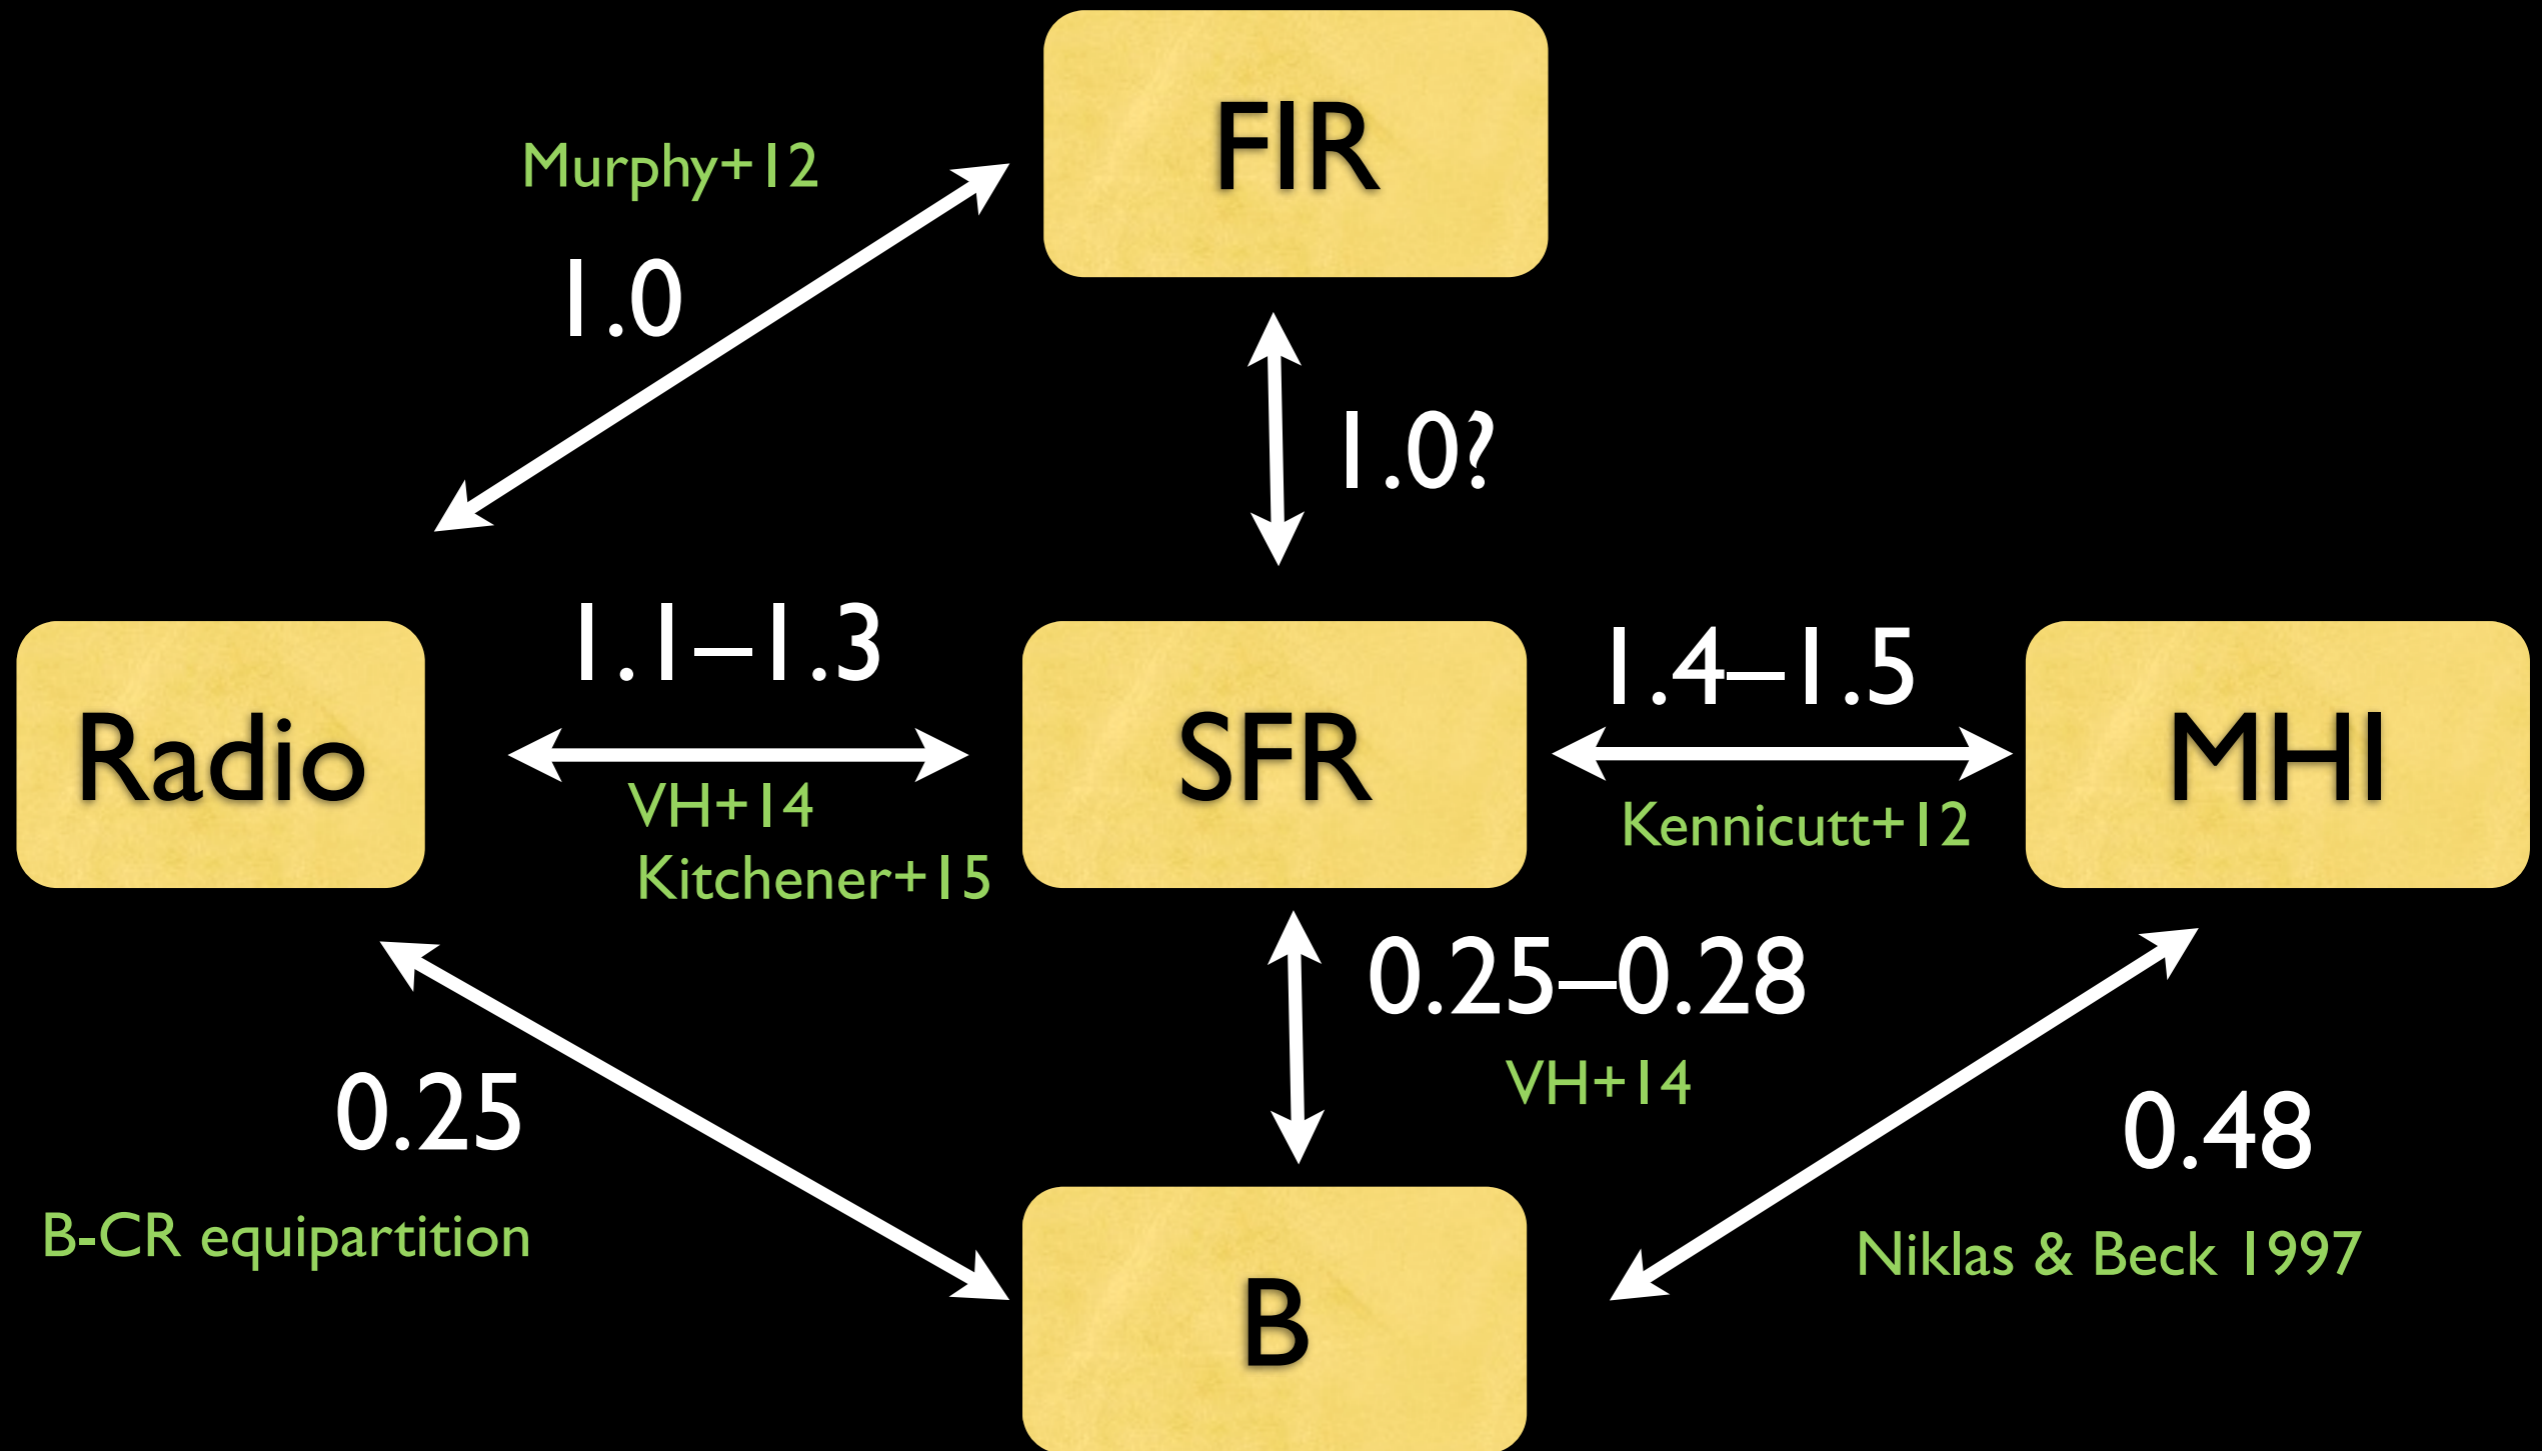 FIR
Murphy+12
1.0
1.0?
1.1–1.3
1.4–1.5
Radio
SFR
MHI
VH+14
Kitchener+15
Kennicutt+12
0.25–0.28
VH+14
0.25
0.48
B-CR equipartition
Niklas & Beck 1997
B